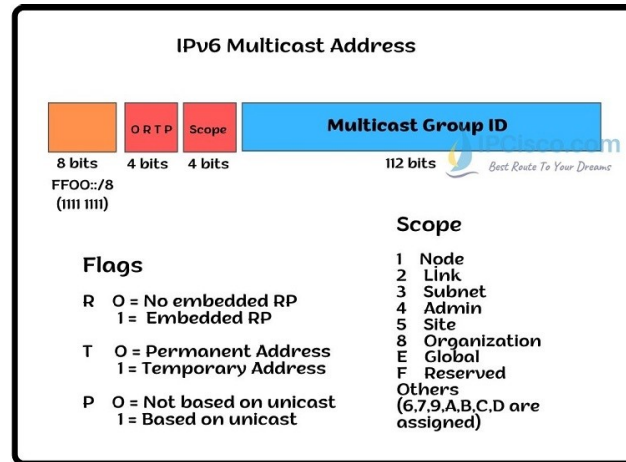 IPv6 Multicast Address
O R T P
Scope
Multicast Group ID
8 bits
4 bits
4 bits
112 bits
IPCisco.com
Best Route To Your Dreams
FF00::/8
(1111 1111)
Flags
R 0 = No embedded RP
1 = Embedded RP
T 0 = Permanent Address
1 = Temporary Address
P 0 = Not based on unicast
1 = Based on unicast
Scope
1 Node
2 Link
3 Subnet
4 Admin
5 Site
8 Organization
E Global
F Reserved
Others
(6,7,9,A,B,C,D are
assigned)